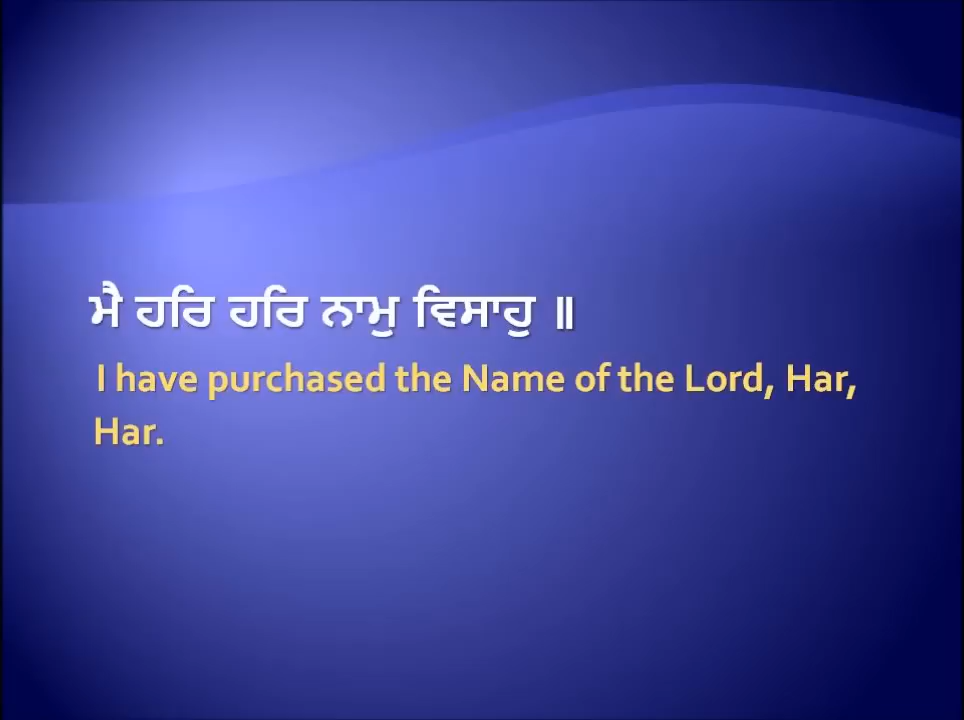 ਮੈ ਹਰਿ ਹਰਿ ਨਾਮੁ ਵਿਸਾਹੁ ॥
I have purchased the Name of the Lord, Har,
Har.